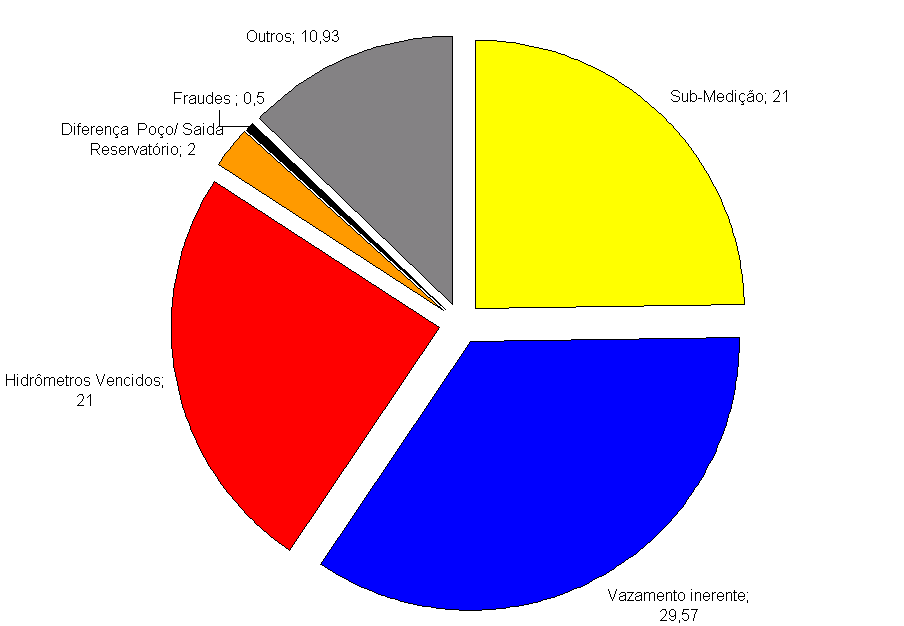 Outros; 10,93
Sub-Medição; 21
Fraudes ; 0,5
Diferença Poço/ Saida
Reservatório; 2
Hidrômetros Vencidos;
21
Vazamento inerente;
29,57